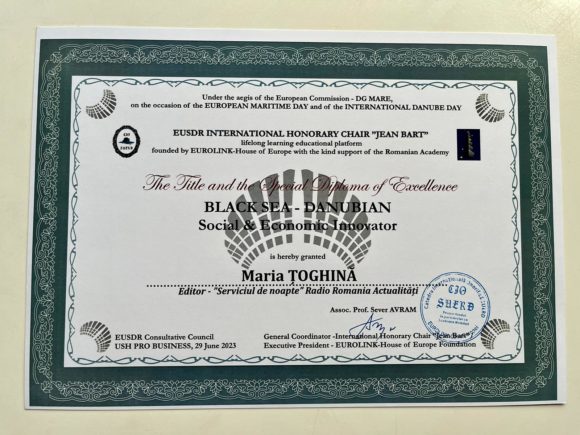 Under the aegis of the European Commission - DG MARE,
on the occasion of the EUROPEAN MARITIME DAY and of the INTERNATIONAL DANUBE DAY
EUSDR INTERNATIONAL HONORARY CHAIR "JEAN BART"
lifelong learning educational platform
founded by EUROLINK-House of Europe with the kind support of the Romanian Academy
The Title and the Special Diploma of Excellence
BLACK SEA - DANUBIAN
Social & Economic Innovator
is hereby granted
Maria ȚOGHINĂ
Editor - "Serviciul de noapte" Radio Romania Actualități
Assoc. Prof. Sever AVRAM
CJO
SUERD
EUSDR Consultative Council
USH PRO BUSINESS, 29 June 2023
General Coordinator -International Honorary Chair "Jean Bart"
Executive President - EUROLINK-House of Europe Foundation